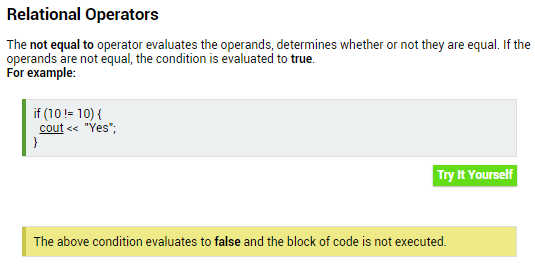 Relational Operators
The not equal to operator evaluates the operands, determines whether or not they are equal. If the
operands are not equal, the condition is evaluated to true.
For example:
if (10 != 10) {
cout << "Yes";
}
Try It Yourself
The above condition evaluates to false and the block of code is not executed.